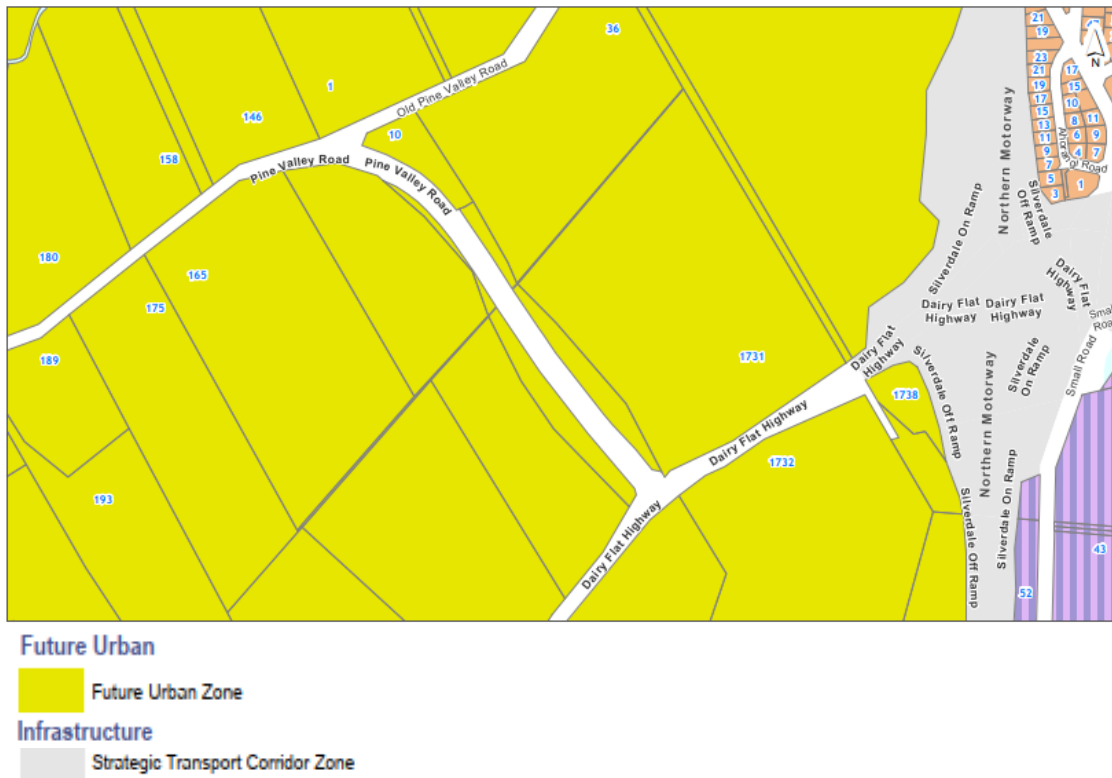 36
21
19
47
N
23
21
19
17
15
13
11
9
7
5
3
17
15
10
8
6
4
11
9
7
1
Road
1
Old Pine Valley Road
146
10
158
Pine Valley Road
Pine Valley Road
180
165
175
189
193
Northern Motorway
Silverdale On Ramp
Silverdale
Off Ramp
Dairy Flat
Highway
Dairy Flat
Highway
Dairy Flat
Highway
Small
Road
Small Road
Dairy Flat
Highway
1731
1738
Silverdale Off Ramp
Silverdale
On Ramp
Northern Motorway
Dairy Flat Highway
1732
Dairy Flat Highway
Silverdale Off Ramp
Silverdale On Ramp
43
52
Future Urban
Future Urban Zone
Infrastructure
Strategic Transport Corridor Zone